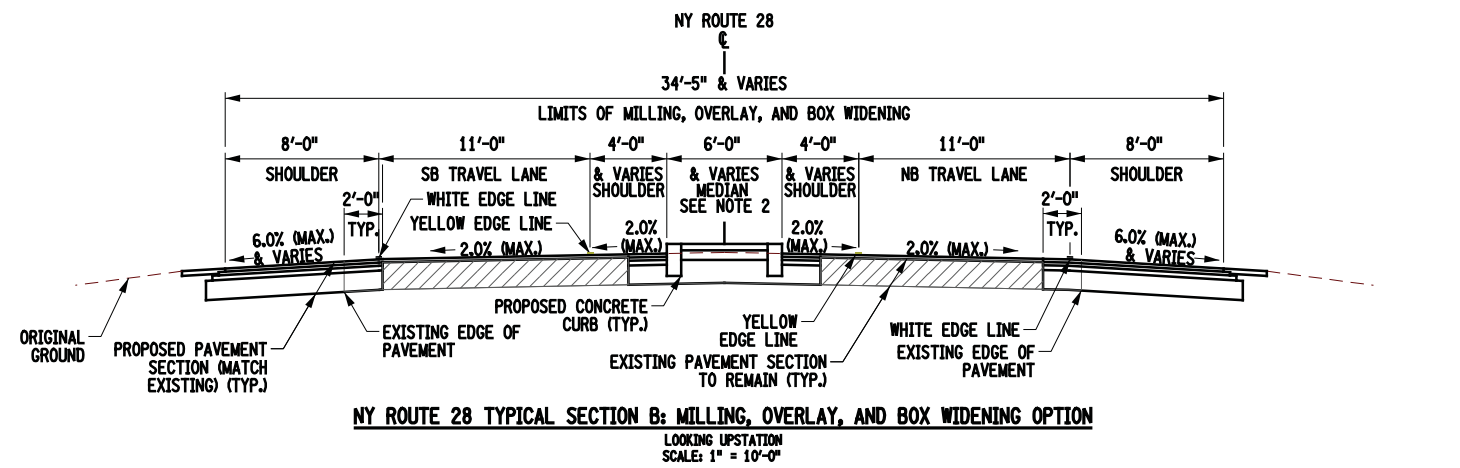 NY ROUTE 28
℄
34'-5" & VARIES
LIMITS OF MILLING, OVERLAY, AND BOX WIDENING
8'-0"
11'-0"
4'-0"
6'-0"
4'-0"
11'-0"
8'-0"
SHOULDER
SB TRAVEL LANE
& VARIES
SHOULDER
& VARIES
MEDIAN
SEE NOTE 2
& VARIES
SHOULDER
NB TRAVEL LANE
SHOULDER
2'-0"
TYP.
WHITE EDGE LINE
YELLOW EDGE LINE
2'-0"
TYP.
6.0% (MAX.)
& VARIES
2.0% (MAX.)
2.0%
(MAX.)
2.0%
(MAX.)
2.0% (MAX.)
6.0% (MAX.)
& VARIES
ORIGINAL
GROUND
PROPOSED PAVEMENT
SECTION (MATCH
EXISTING) (TYP.)
EXISTING EDGE OF
PAVEMENT
PROPOSED CONCRETE
CURB (TYP.)
YELLOW
EDGE LINE
EXISTING PAVEMENT SECTION
TO REMAIN (TYP.)
WHITE EDGE LINE
EXISTING EDGE OF
PAVEMENT
NY ROUTE 28 TYPICAL SECTION B: MILLING, OVERLAY, AND BOX WIDENING OPTION
LOOKING UPSTATION
SCALE: 1" = 10'-0"